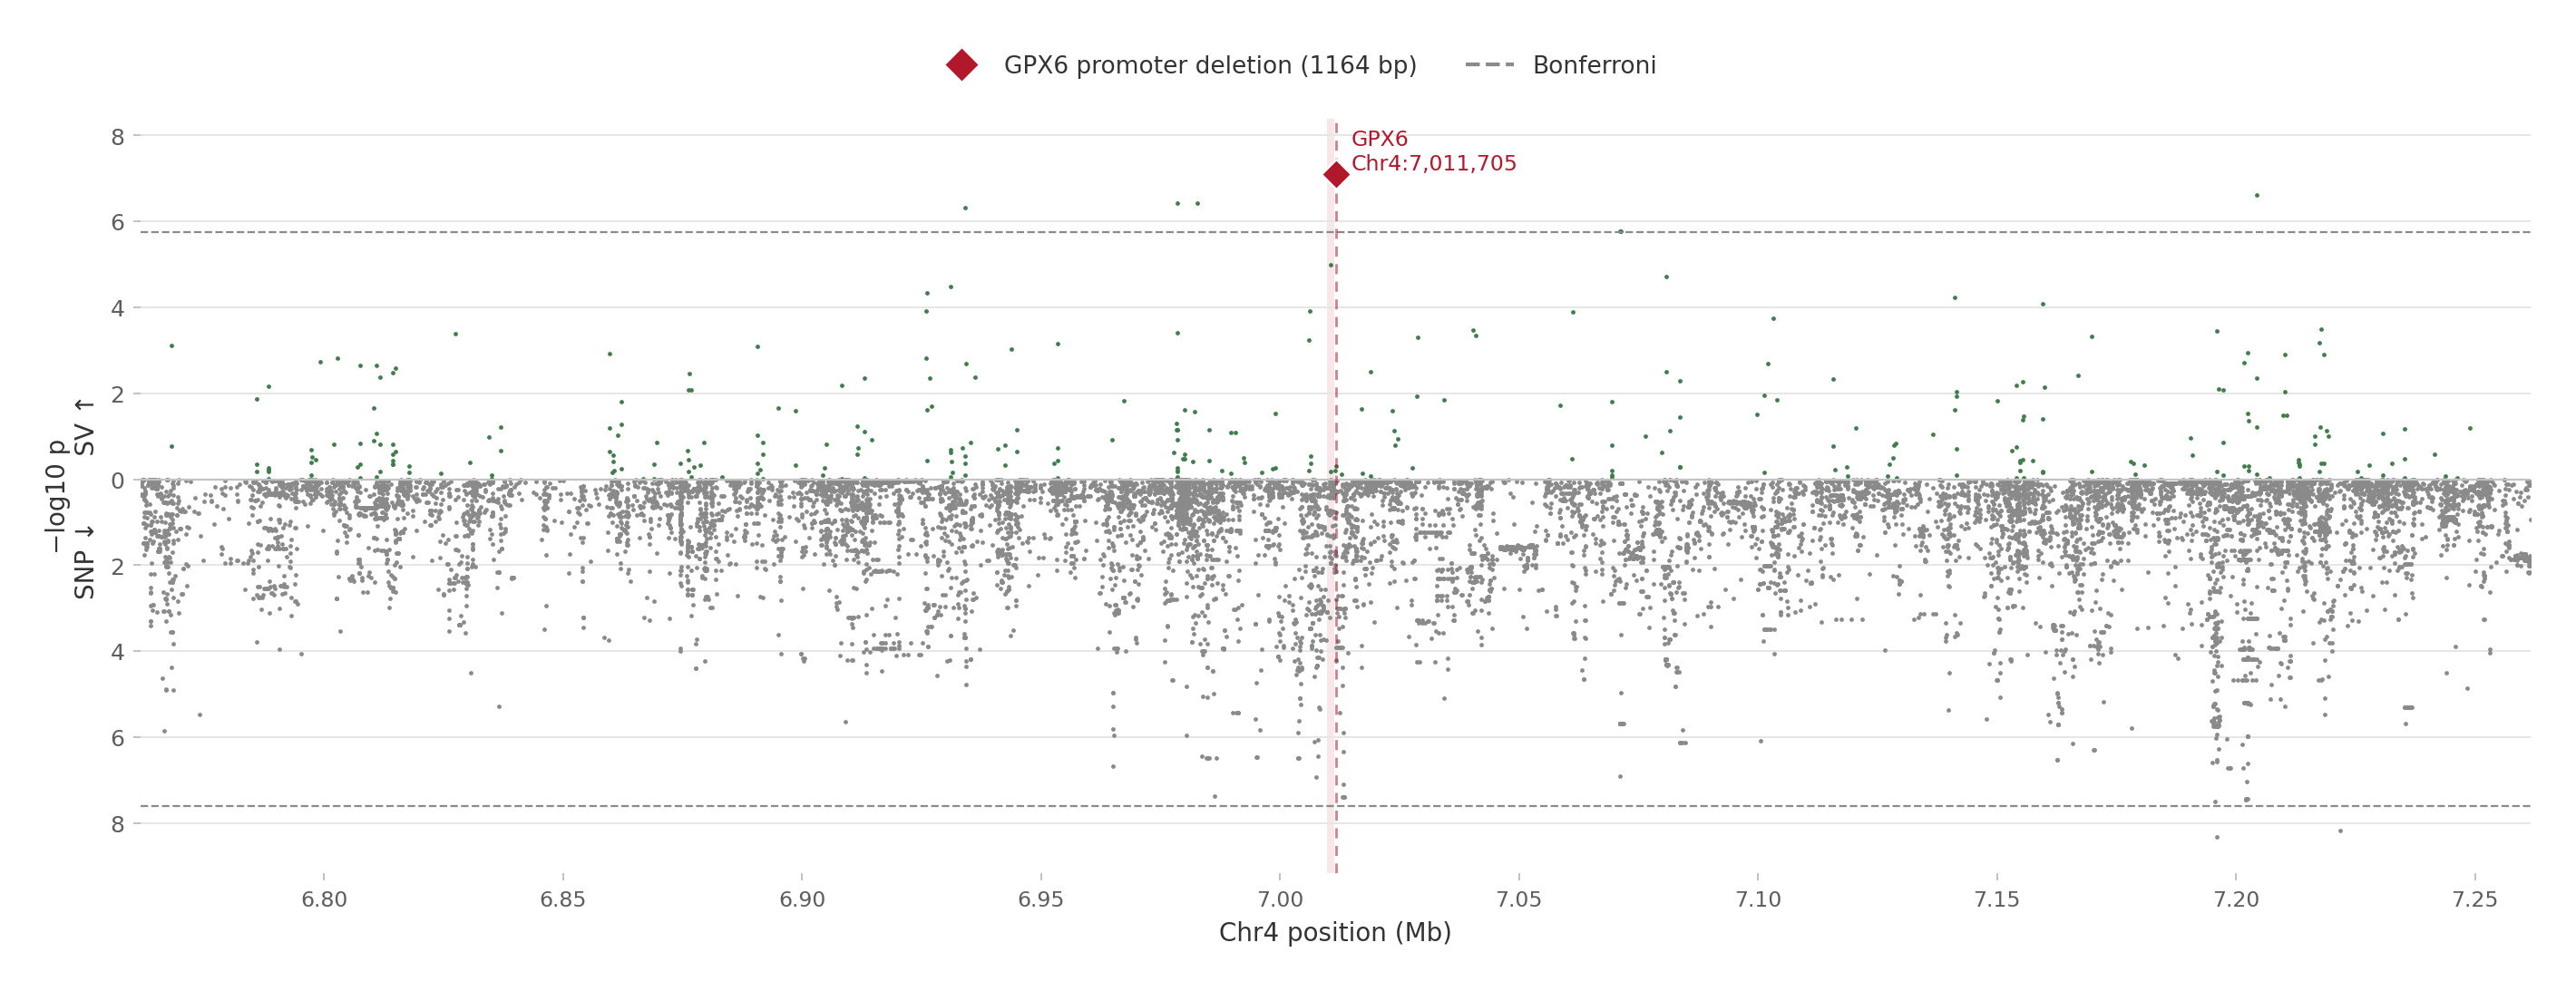 GPX6 promoter deletion (1164 bp)
Bonferroni
8
6
4
2
0
2
4
6
8
−log10 p
SNP ↓ SV ↑
GPX6
Chr4:7,011,705
6.80 6.85 6.90 6.95 7.00 7.05 7.10 7.15 7.20 7.25
Chr4 position (Mb)